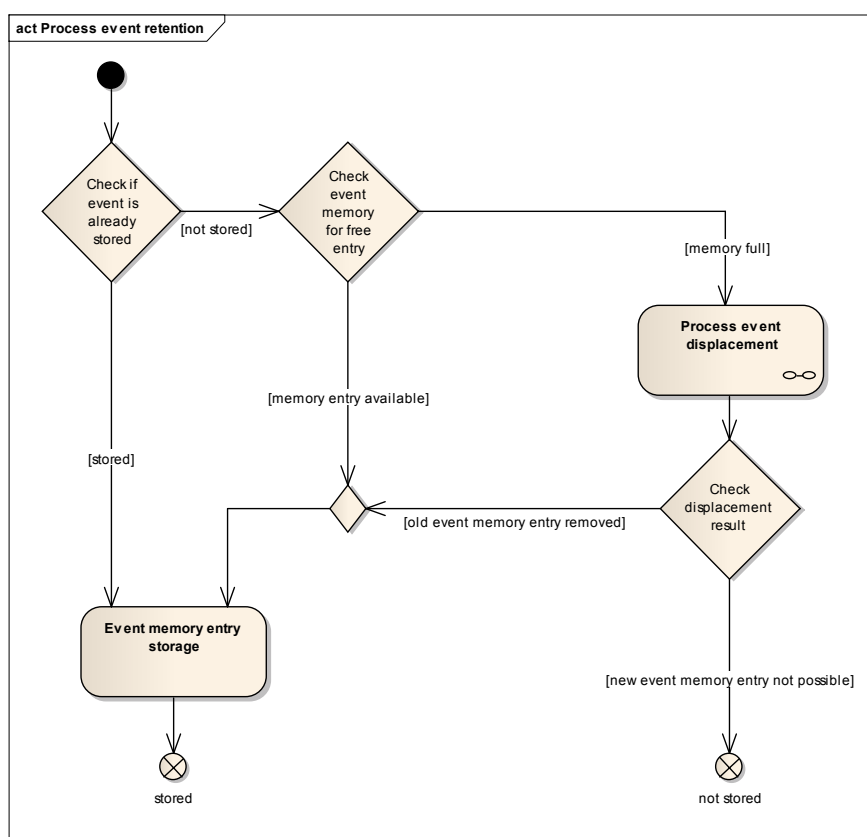 act Process event retention
Check if
event is
already
stored
[not stored]
Check
event
memory
for free
entry
[memory full]
Process event
displacement
[memory entry available]
[stored]
Check
displacement
result
[old event memory entry removed]
Event memory entry
storage
[new event memory entry not possible]
stored
not stored